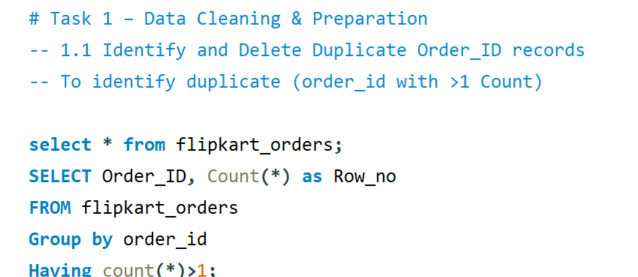 # Task 1 – Data Cleaning & Preparation
-- 1.1 Identify and Delete Duplicate Order_ID records
-- To identify duplicate (order_id with >1 Count)
select * from flipkart_orders;
SELECT Order_ID, Count(*) as Row_no
FROM flipkart_orders
Group by order_id
Having count(*)>1;